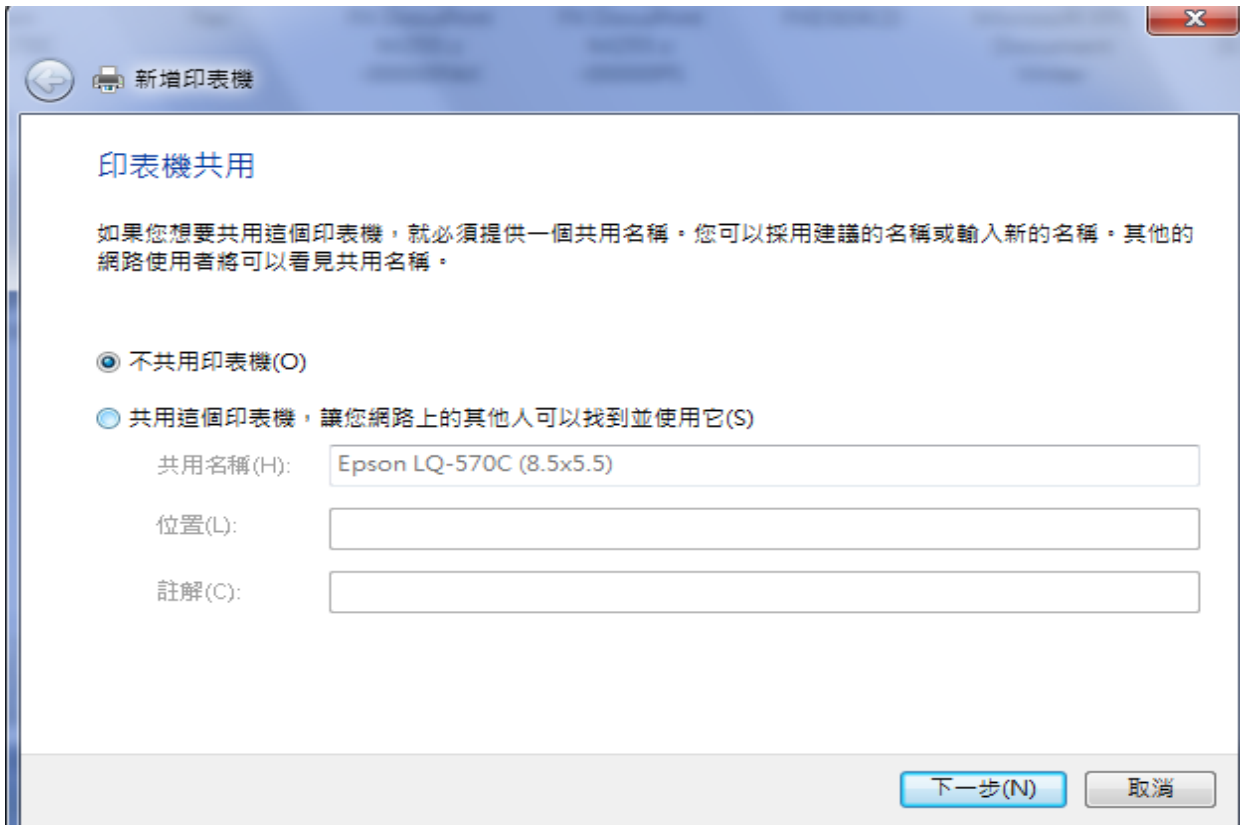 新增印表機
印表機共用
如果您想要共用這個印表機，就必須提供一個共用名稱。您可以採用建議的名稱或輸入新的名稱。其他的
網路使用者將可以看見共用名稱。
不共用印表機(O)
共用這個印表機，讓您網路上的其他人可以找到並使用它(S)
共用名稱(H): Epson LQ-570C (8.5x5.5)
位置(L):
註解(C):
下一步(N) 取消